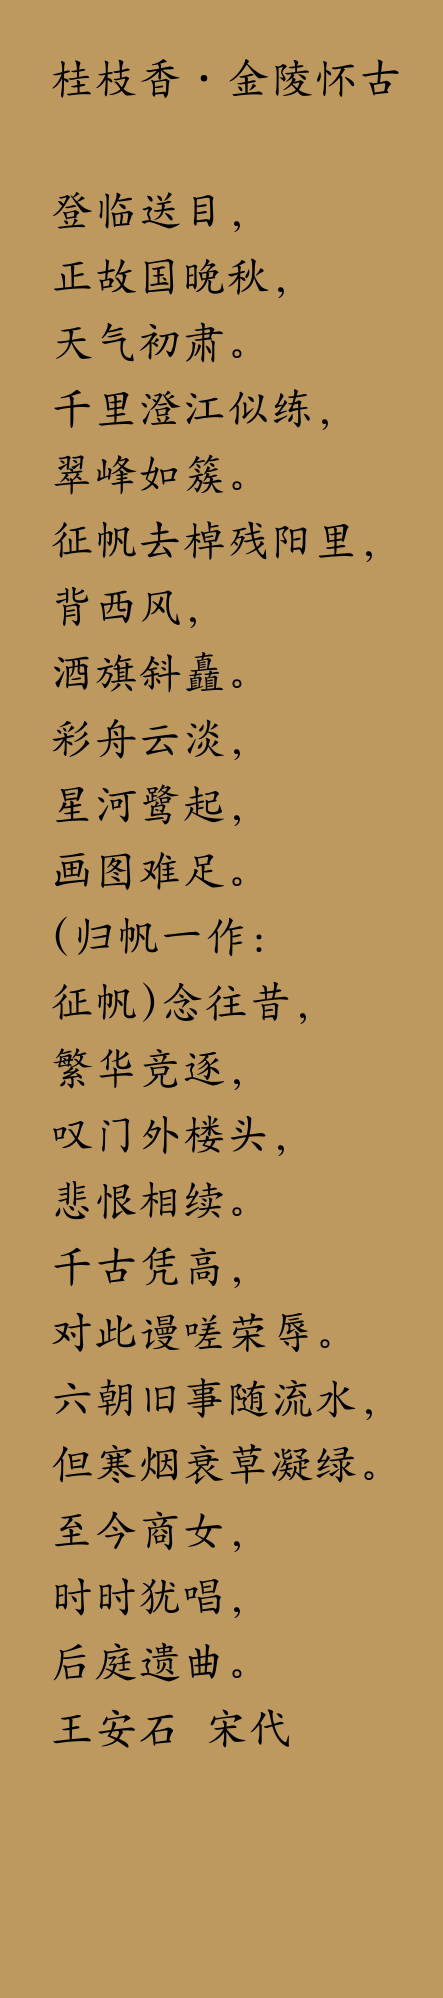 桂枝香·金陵怀古
登临送目，
正故国晚秋，
天气初肃。
千里澄江似练，
翠峰如簇。
征帆去棹残阳里，
背西风，
酒旗斜矗。
彩舟云淡，
星河鹭起，
画图难足。
(归帆一作：
征帆)念往昔，
繁华竞逐，
叹门外楼头，
悲恨相续。
千古凭高，
对此谩嗟荣辱。
六朝旧事随流水，
但寒烟衰草凝绿。
至今商女，
时时犹唱，
后庭遗曲。
王安石 宋代